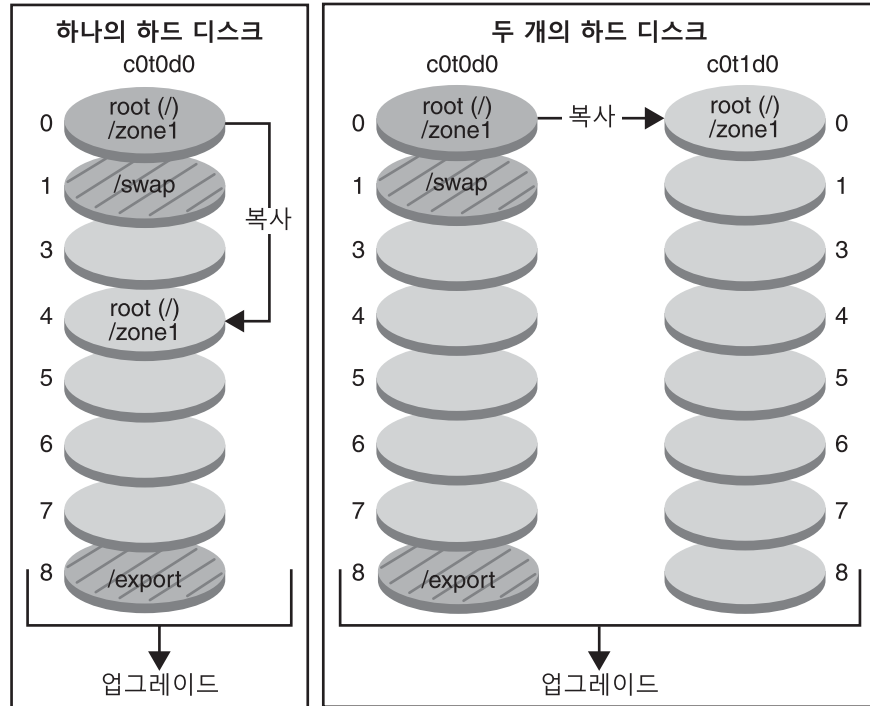 하나의 하드 디스크
c0t0d0
0
root (/)
/zone1
1
/swap
복사
3
4
root (/)
/zone1
5
6
7
8
/export
업그레이드
두 개의 하드 디스크
c0t0d0
c0t1d0
0
root (/)
/zone1
복사
root (/)
/zone1
0
1
/swap
1
3
3
4
4
5
5
6
6
7
7
8
/export
8
업그레이드